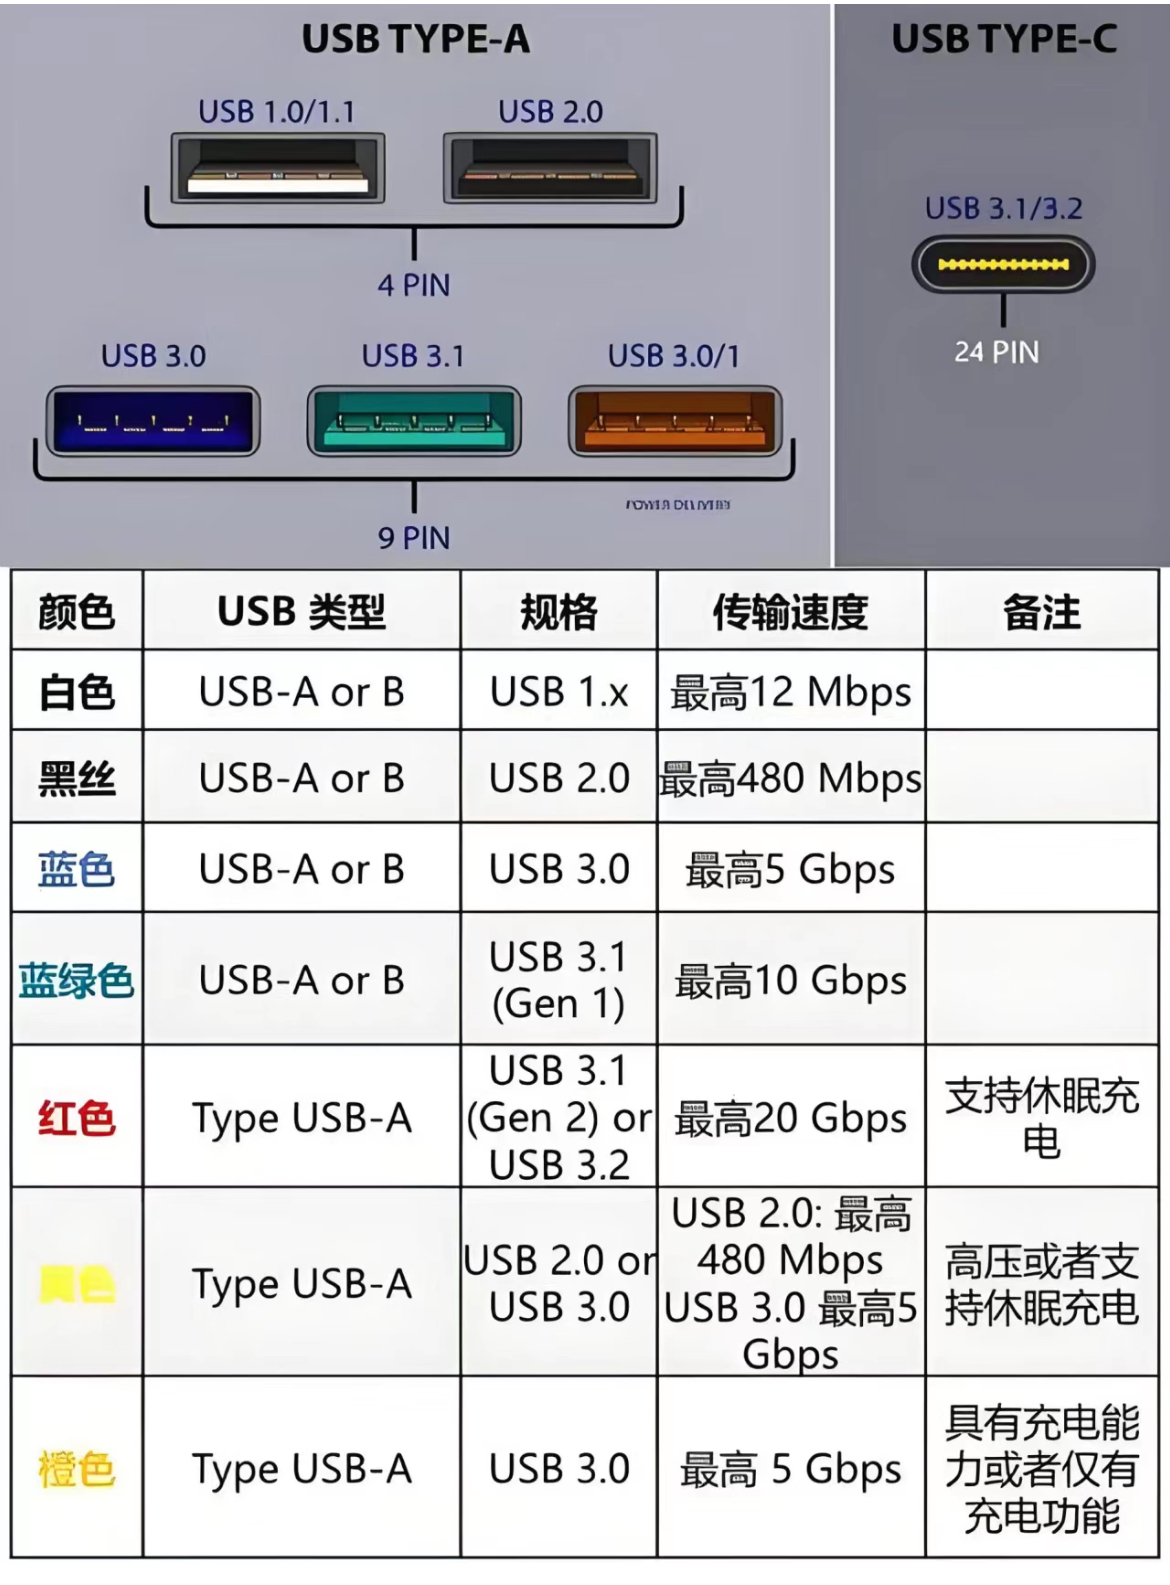 USB TYPE-A
USB TYPE-C
USB 1.0/1.1
USB 2.0
USB 3.1/3.2
4 PIN
24 PIN
USB 3.0
USB 3.1
USB 3.0/1
POWER DELIVERY
9 PIN
颜色 USB 类型 规格 传输速度 备注
白色 USB-A or B USB 1.x 最高12 Mbps
黑丝 USB-A or B USB 2.0 最高480 Mbps
蓝色 USB-A or B USB 3.0 最高5 Gbps
蓝绿色 USB-A or B
USB 3.1
(Gen 1)
最高10 Gbps
红色 Type USB-A
USB 3.1
(Gen 2) or
USB 3.2
最高20 Gbps
支持休眠充
电
黄色 Type USB-A
USB 2.0 or
USB 3.0
USB 2.0: 最高
480 Mbps
USB 3.0 最高5
Gbps
高压或者支
持休眠充电
橙色 Type USB-A USB 3.0 最高 5 Gbps
具有充电能
力或者仅有
充电功能